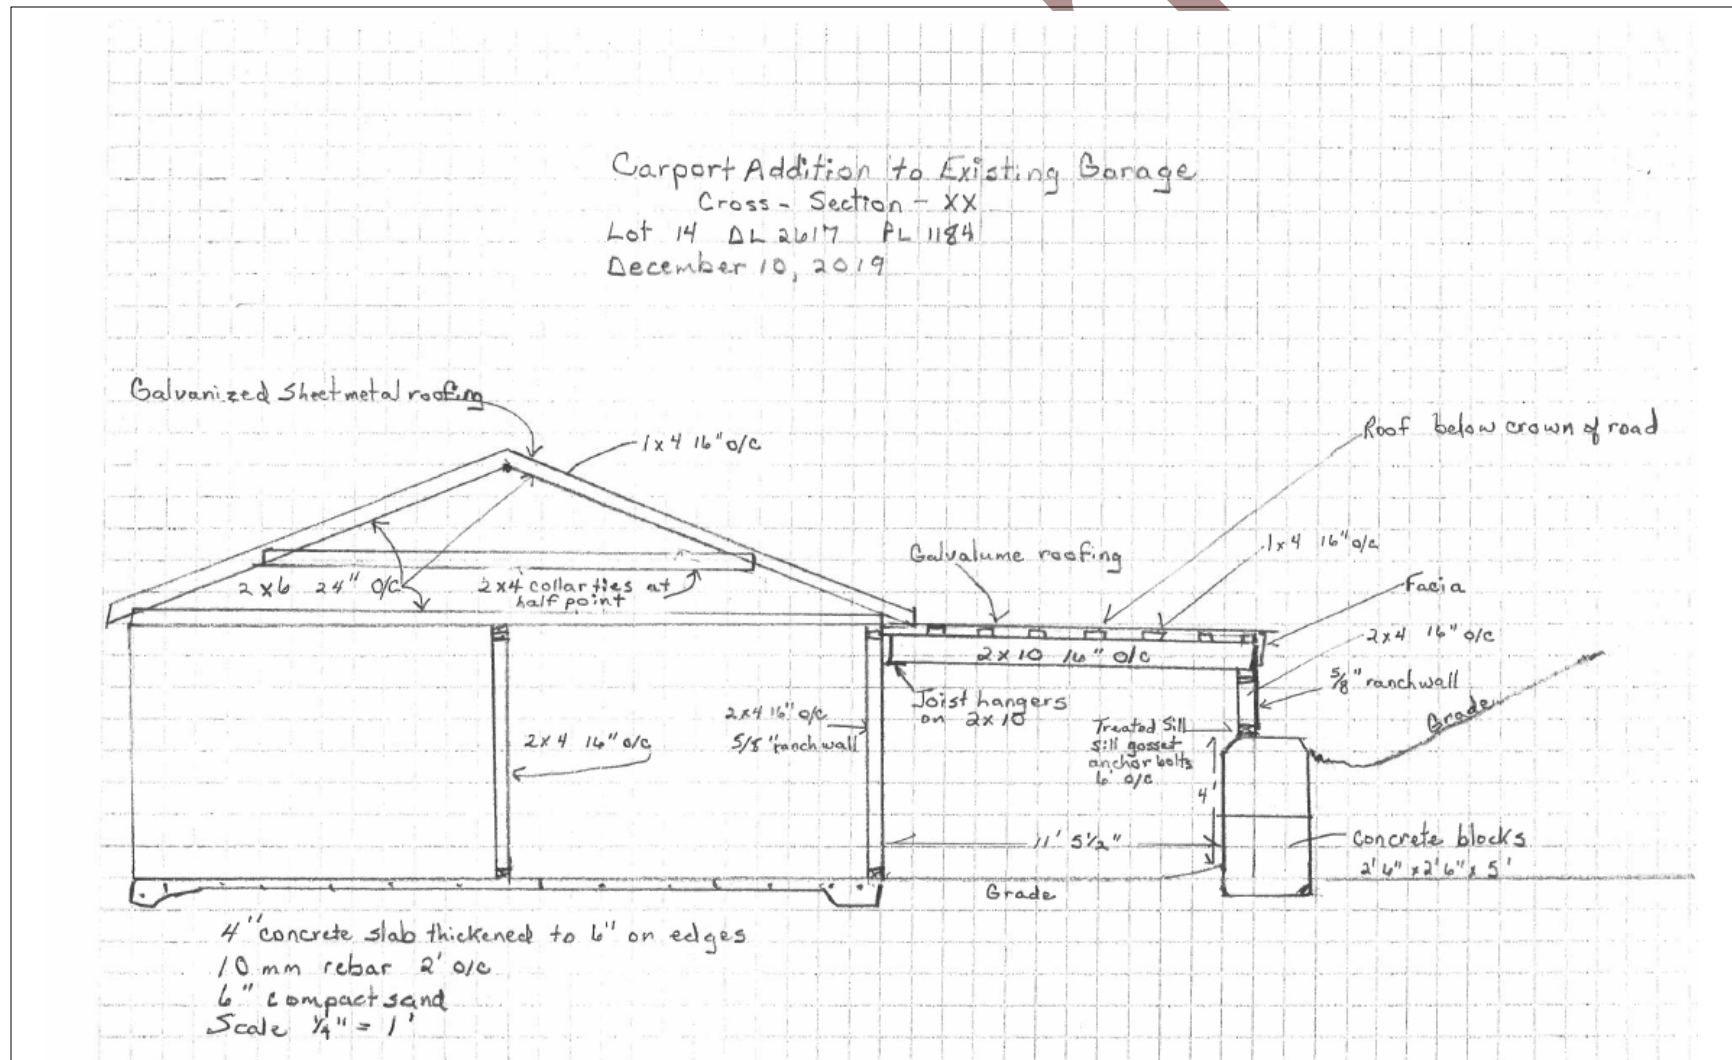 Carport Addition to Existing Garage
Cross - Section - XX
Lot 14 DL 2617 PL 1184
December 10, 2019
Galvanized Sheetmetal roofing
1x4 16" o/c
Roof below crown of road
Galvalume roofing
1x4 16" o/c
Facia
2x6 24" o/c
2x4 collar ties at
half point
2x4 16" o/c
2x10 16" o/c
5/8" ranchwall
Joist hangers
on 2x10
Grade
2x4 16" o/c
5/8" ranchwall
Treated Sill
Sill gosset
anchor bolts
6' o/c
2x4 16" o/c
4'
11' 5 1/2"
Concrete blocks
2'6" x 2'6" x 5'
Grade
4" concrete slab thickened to 6" on edges
10 mm rebar 2' o/c
6" compact sand
Scale 1/4" = 1'